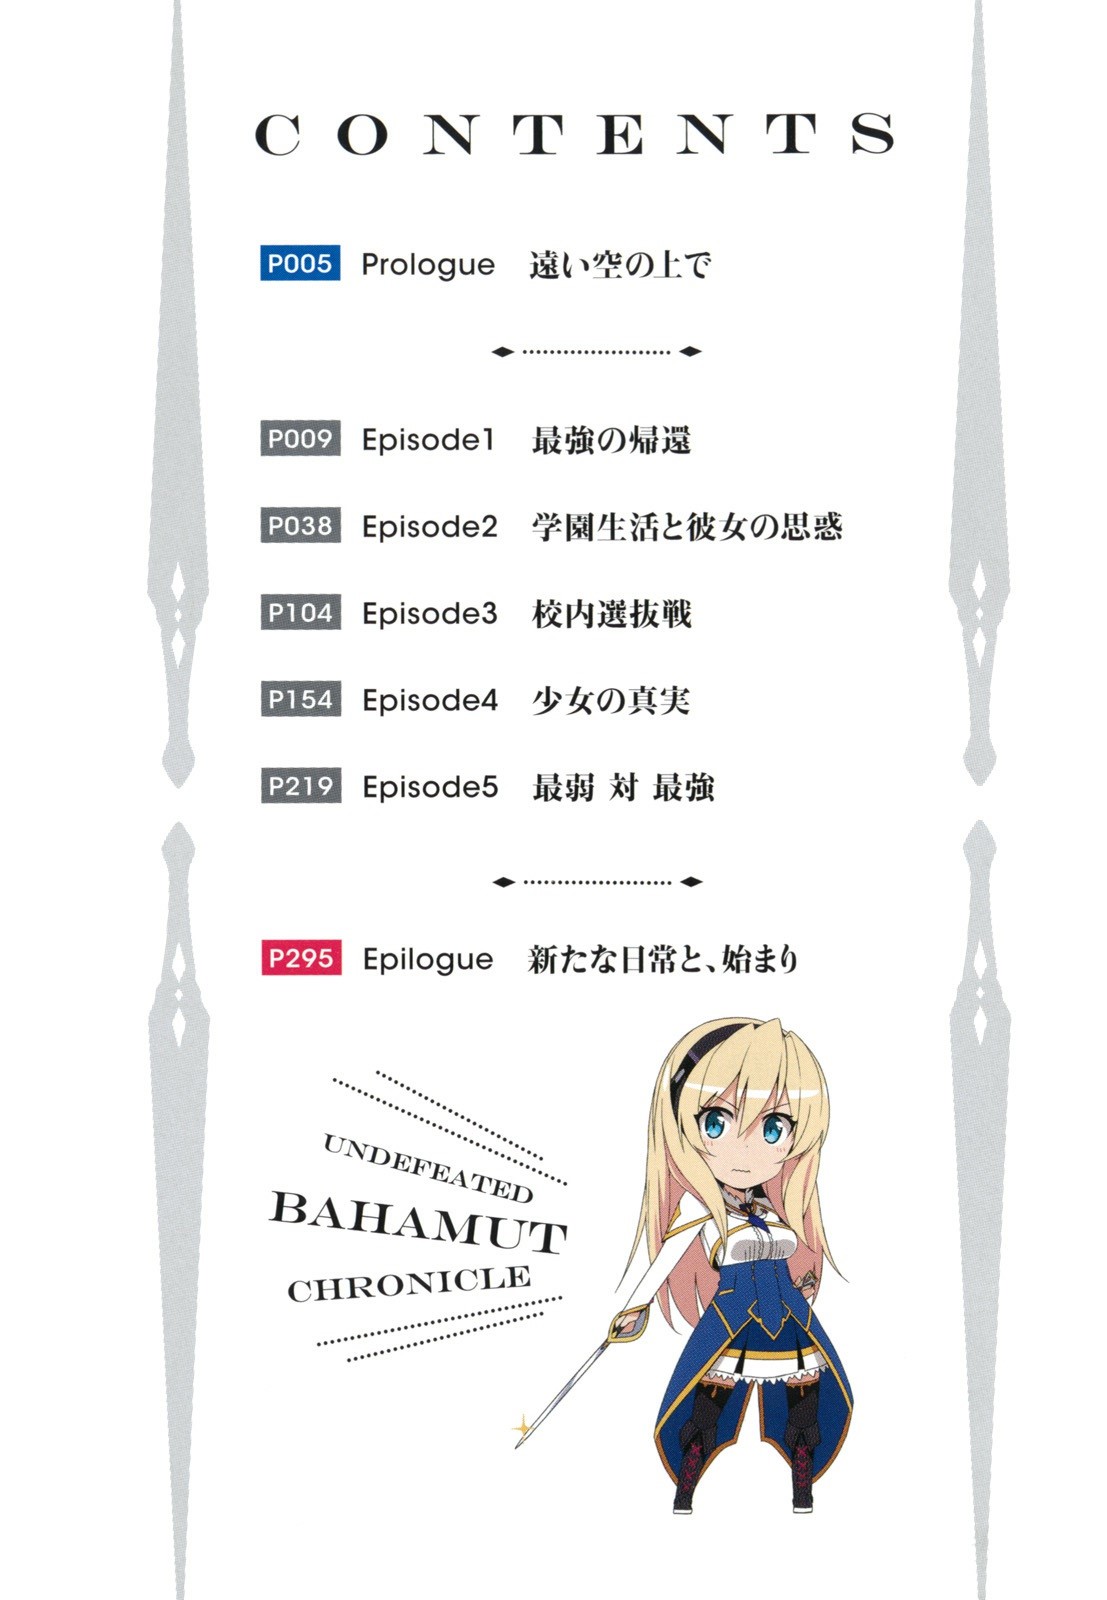 CONTENTS
P005 Prologue 遠い空の上で
P009 Episode1 最強の帰還
P038 Episode2 学園生活と彼女の思惑
P104 Episode3 校内選抜戦
P154 Episode4 少女の真実
P219 Episode5 最弱 対 最強
P295 Epilogue 新たな日常と、始まり
UNDEFEATED
BAHAMUT
CHRONICLE